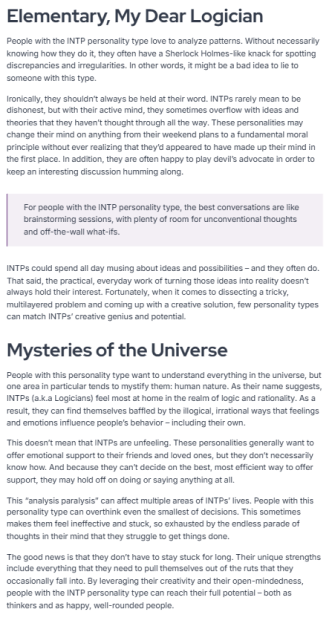 Elementary, My Dear Logician
People with the INTP personality type love to analyze patterns. Without necessarily
knowing how they do it, they often have a Sherlock Holmes-like knack for spotting
discrepancies and irregularities. In other words, it might be a bad idea to lie to
someone with this type.
Ironically, they shouldn't always be held at their word. INTPs rarely mean to be
dishonest, but with their active mind, they sometimes overflow with ideas and
theories that they haven't thought through all the way. These personalities may
change their mind on anything from their weekend plans to a fundamental moral
principle without ever realizing that they'd appeared to have made up their mind in
the first place. In addition, they are often happy to play devil's advocate in order to
keep an interesting discussion humming along.
For people with the INTP personality type, the best conversations are like
brainstorming sessions, with plenty of room for unconventional thoughts
and off-the-wall what-ifs.
INTPs could spend all day musing about ideas and possibilities – and they often do.
That said, the practical, everyday work of turning those ideas into reality doesn't
always hold their interest. Fortunately, when it comes to dissecting a tricky,
multilayered problem and coming up with a creative solution, few personality types
can match INTPs' creative genius and potential.
Mysteries of the Universe
People with this personality type want to understand everything in the universe, but
one area in particular tends to mystify them: human nature. As their name suggests,
INTPs (a.k.a Logicians) feel most at home in the realm of logic and rationality. As a
result, they can find themselves baffled by the illogical, irrational ways that feelings
and emotions influence people's behavior – including their own.
This doesn't mean that INTPs are unfeeling. These personalities generally want to
offer emotional support to their friends and loved ones, but they don't necessarily
know how. And because they can't decide on the best, most efficient way to offer
support, they may hold off on doing or saying anything at all.
This "analysis paralysis" can affect multiple areas of INTPs' lives. People with this
personality type can overthink even the smallest of decisions. This sometimes
makes them feel ineffective and stuck, so exhausted by the endless parade of
thoughts in their mind that they struggle to get things done.
The good news is that they don't have to stay stuck for long. Their unique strengths
include everything that they need to pull themselves out of the ruts that they
occasionally fall into. By leveraging their creativity and their open-mindedness,
people with the INTP personality type can reach their full potential – both as
thinkers and as happy, well-rounded people.